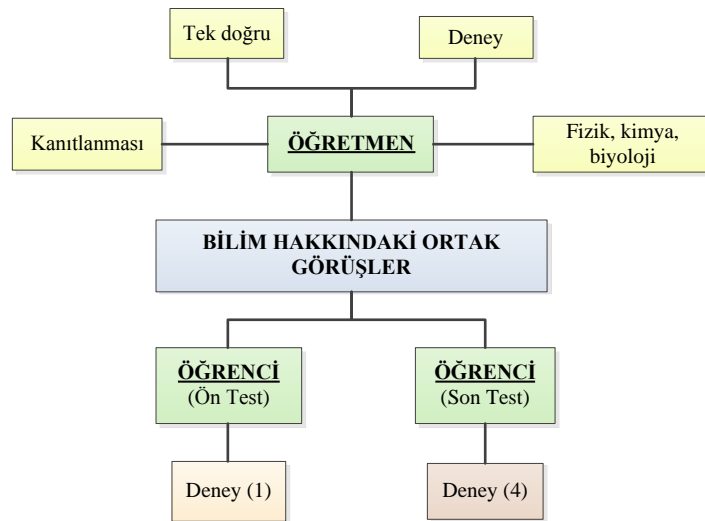 Tek doğru
Deney
Kanıtlanması
ÖĞRETMEN
Fizik, kimya,
biyoloji
BİLİM HAKKINDAKİ ORTAK
GÖRÜŞLER
ÖĞRENCİ
(Ön Test)
ÖĞRENCİ
(Son Test)
Deney (1)
Deney (4)